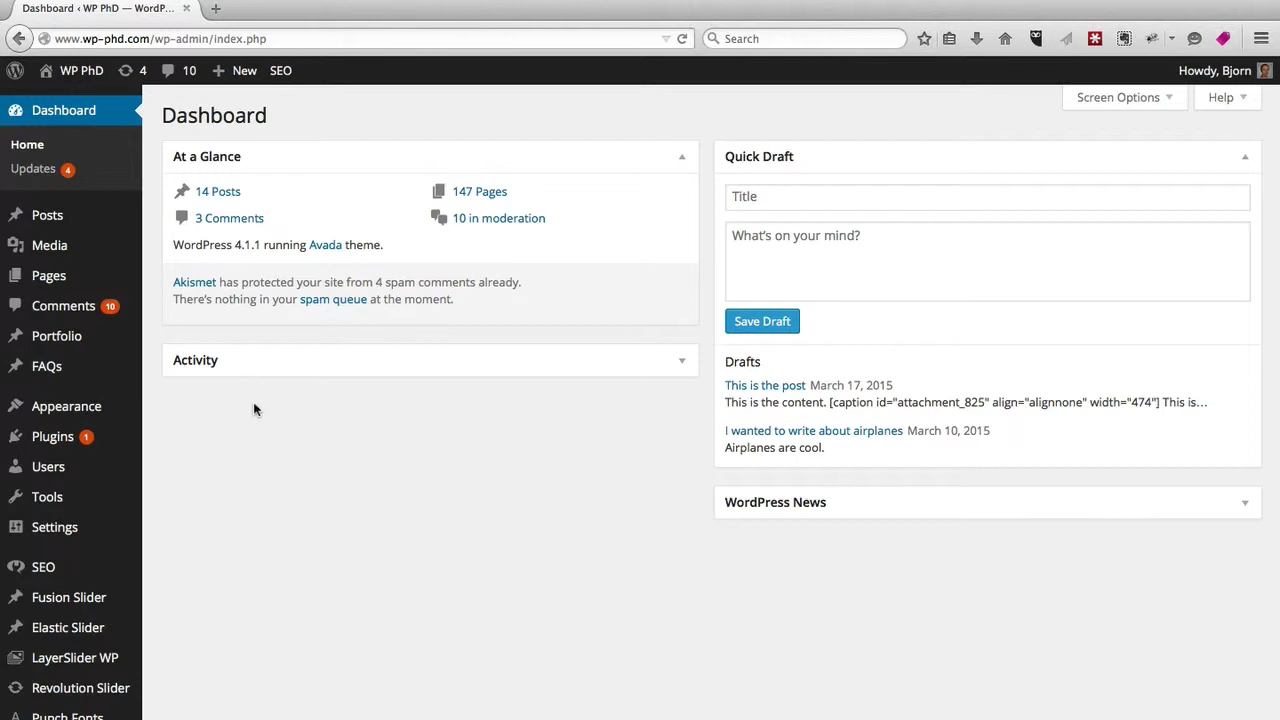 Dashboard ‹ WP PhD — WordP...
www.wp-phd.com/wp-admin/index.php
Search
WP PhD
4
10
New
SEO
Howdy, Bjorn
Dashboard
Home
Updates 4
Posts
Media
Pages
Comments 10
Portfolio
FAQs
Appearance
Plugins 1
Users
Tools
Settings
SEO
Fusion Slider
Elastic Slider
LayerSlider WP
Revolution Slider
Punch Fonts
Screen Options
Help
Dashboard
At a Glance
14 Posts
147 Pages
3 Comments
10 in moderation
WordPress 4.1.1 running Avada theme.
Akismet has protected your site from 4 spam comments already.
There's nothing in your spam queue at the moment.
Activity
Quick Draft
Title
What's on your mind?
Save Draft
Drafts
This is the post March 17, 2015
This is the content. [caption id="attachment_825" align="alignnone" width="474"] This is...
I wanted to write about airplanes March 10, 2015
Airplanes are cool.
WordPress News